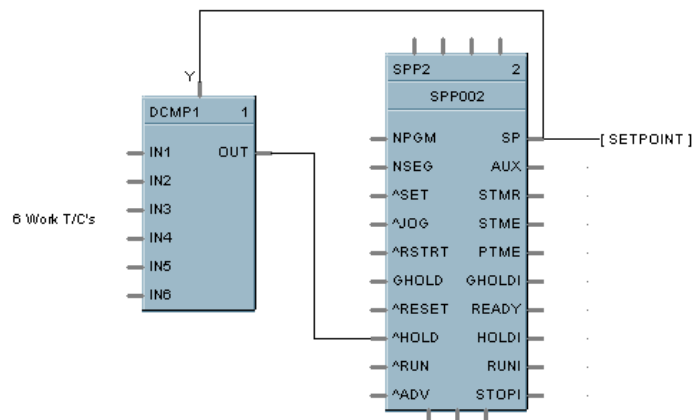 Y
DCMP1 1
IN1 OUT
IN2
IN3
IN4
IN5
IN6
6 Work T/C's
SPP2 2
SPP002
NPGM SP
NSEG AUX
^SET STMR
^JOG STME
^RSTRT PTME
GHOLD GHOLDI
^RESET READY
^HOLD HOLDI
^RUN RUNI
^ADV STOPI
[ SETPOINT ]